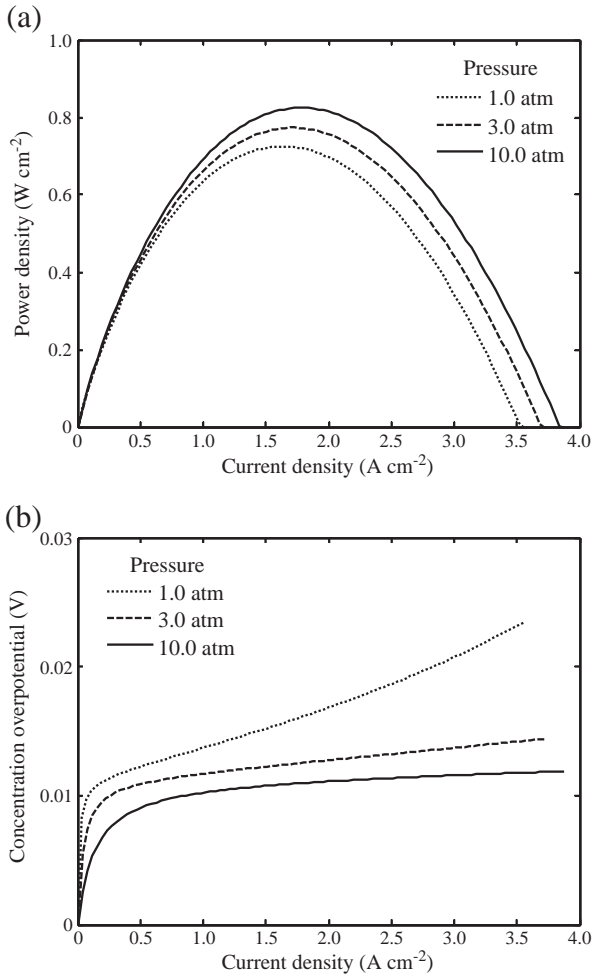 (a)
1.0
0.8
0.6
0.4
0.2
0
Power density (W cm-2)
Pressure
1.0 atm
3.0 atm
10.0 atm
0 0.5 1.0 1.5 2.0 2.5 3.0 3.5 4.0
Current density (A cm-2)
(b)
0.03
0.02
0.01
0
Concentration overpotential (V)
Pressure
1.0 atm
3.0 atm
10.0 atm
0 0.5 1.0 1.5 2.0 2.5 3.0 3.5 4.0
Current density (A cm-2)